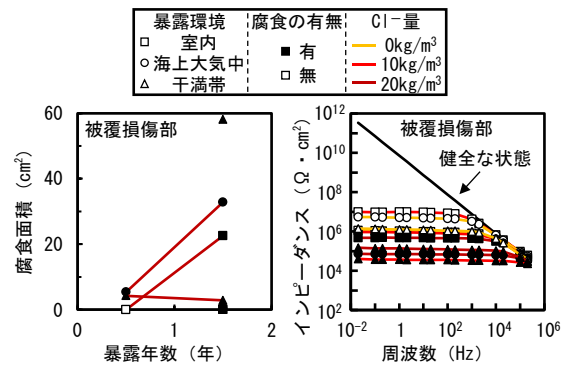 暴露環境
□ 室内
○ 海上大気中
△ 干満帯
腐食の有無
■ 有
□ 無
Cl-量
0kg/m³
10kg/m³
20kg/m³
60
40
20
0
腐食面積 (cm²)
被覆損傷部
0
1
2
暴露年数(年)
10¹²
10¹⁰
10⁸
10⁶
10⁴
10²
インピーダンス(Ω・cm²)
被覆損傷部
健全な状態
10⁻²
1
10²
10⁴
10⁶
周波数(Hz)